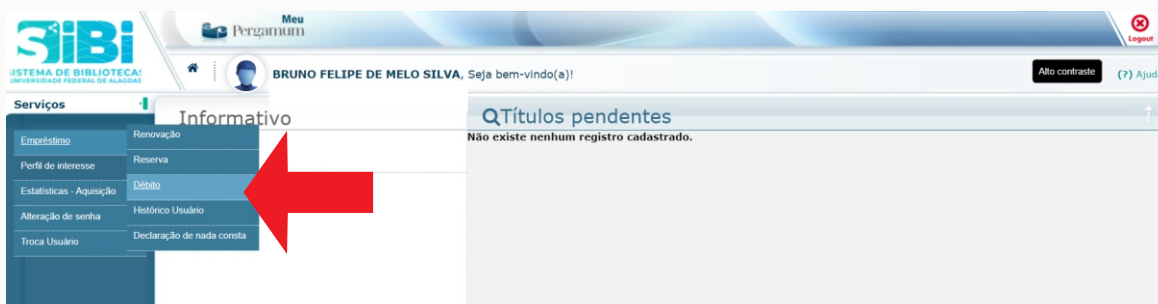 SiBi
SISTEMA DE BIBLIOTECAS
UNIVERSIDADE FEDERAL DE ALAGOAS
Meu
Pergamum
Logout
BRUNO FELIPE DE MELO SILVA, Seja bem-vindo(a)!
Alto contraste
(?) Ajud
Serviços
Informativo
Títulos pendentes
Não existe nenhum registro cadastrado.
Empréstimo
Perfil de interesse
Estatísticas - Aquisição
Alteração de senha
Troca Usuário
Renovação
Reserva
Débito
Histórico Usuário
Declaração de nada consta